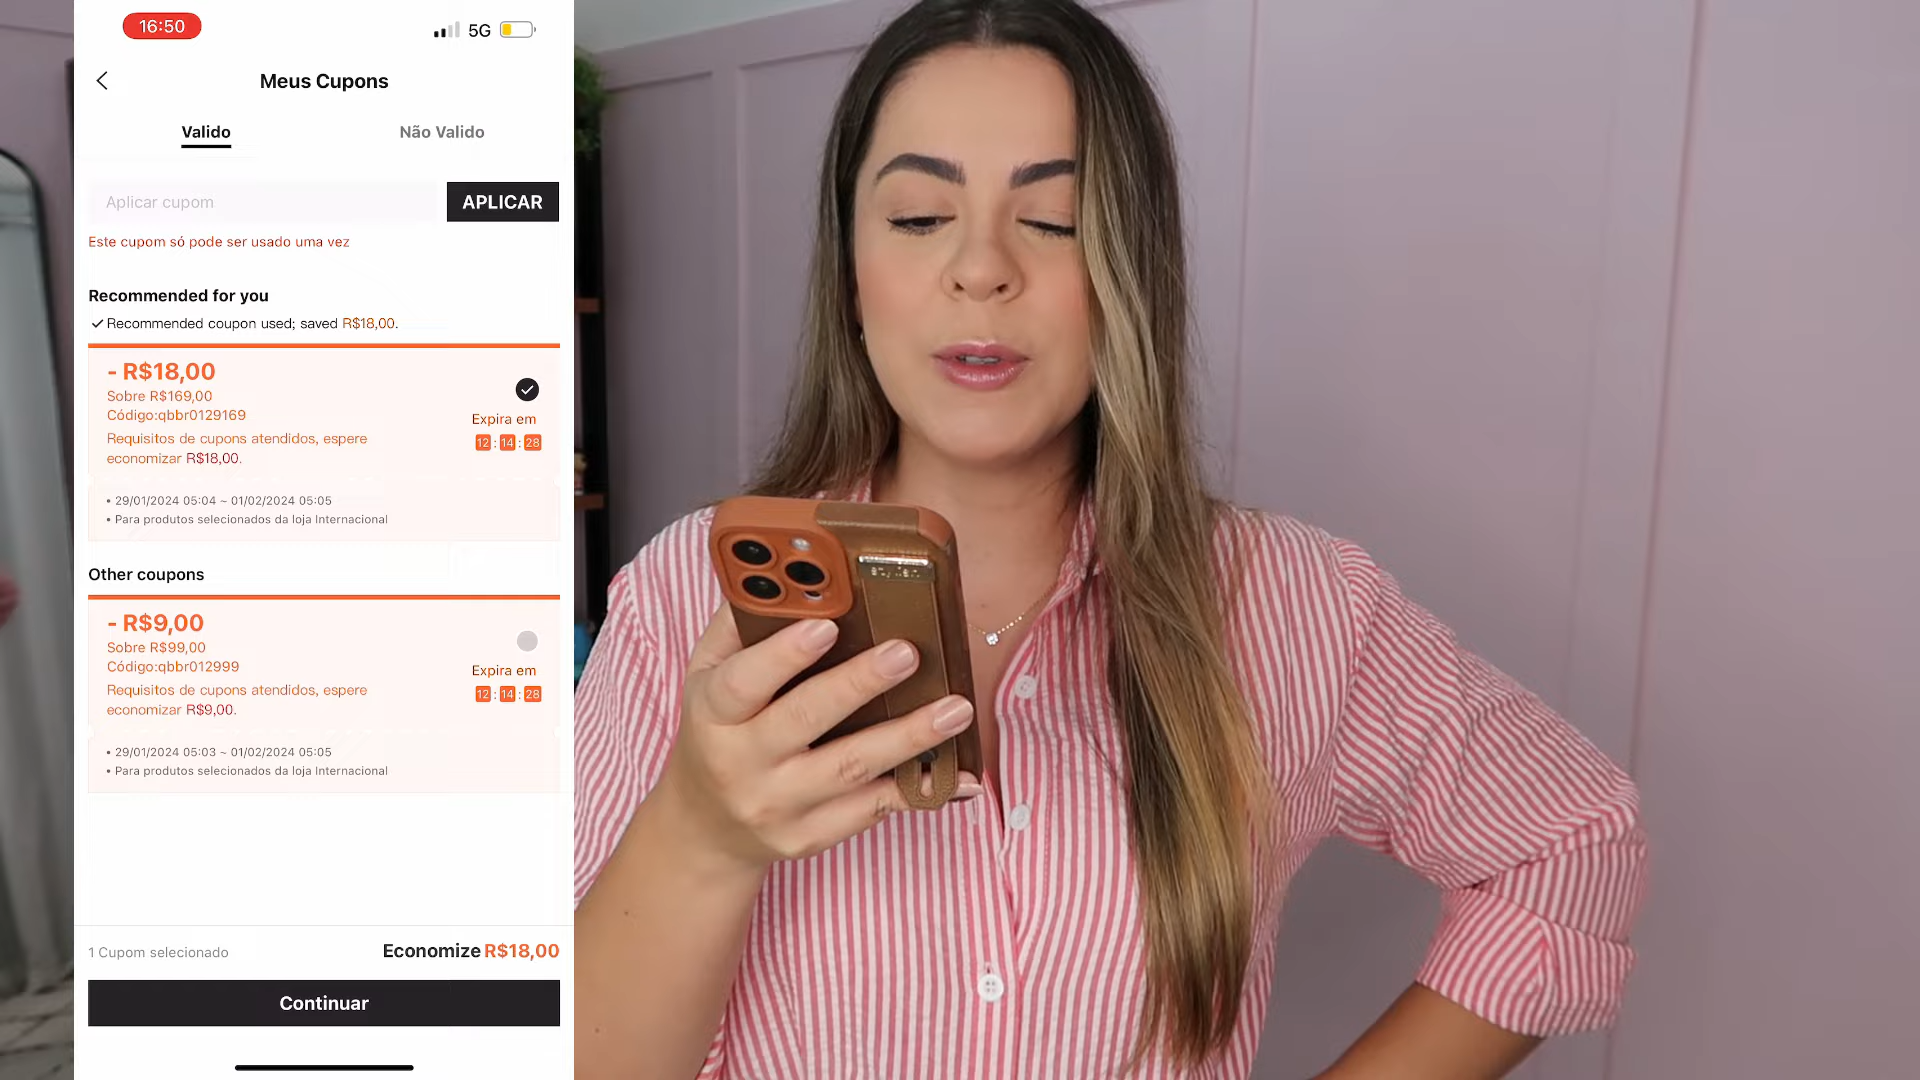 16:50
5G
Meus Cupons
Valido
Não Valido
Aplicar cupom
APLICAR
Este cupom só pode ser usado uma vez
Recommended for you
Recommended coupon used; saved R$18,00.
- R$18,00
Sobre R$169,00
Código:qbbr0129169
Expira em
Requisitos de cupons atendidos, espere
economizar R$18,00.
12 : 14 : 28
• 29/01/2024 05:04 ~ 01/02/2024 05:05
• Para produtos selecionados da loja Internacional
Other coupons
- R$9,00
Sobre R$99,00
Código:qbbr012999
Expira em
Requisitos de cupons atendidos, espere
economizar R$9,00.
12 : 14 : 28
• 29/01/2024 05:03 ~ 01/02/2024 05:05
• Para produtos selecionados da loja Internacional
1 Cupom selecionado
Economize R$18,00
Continuar